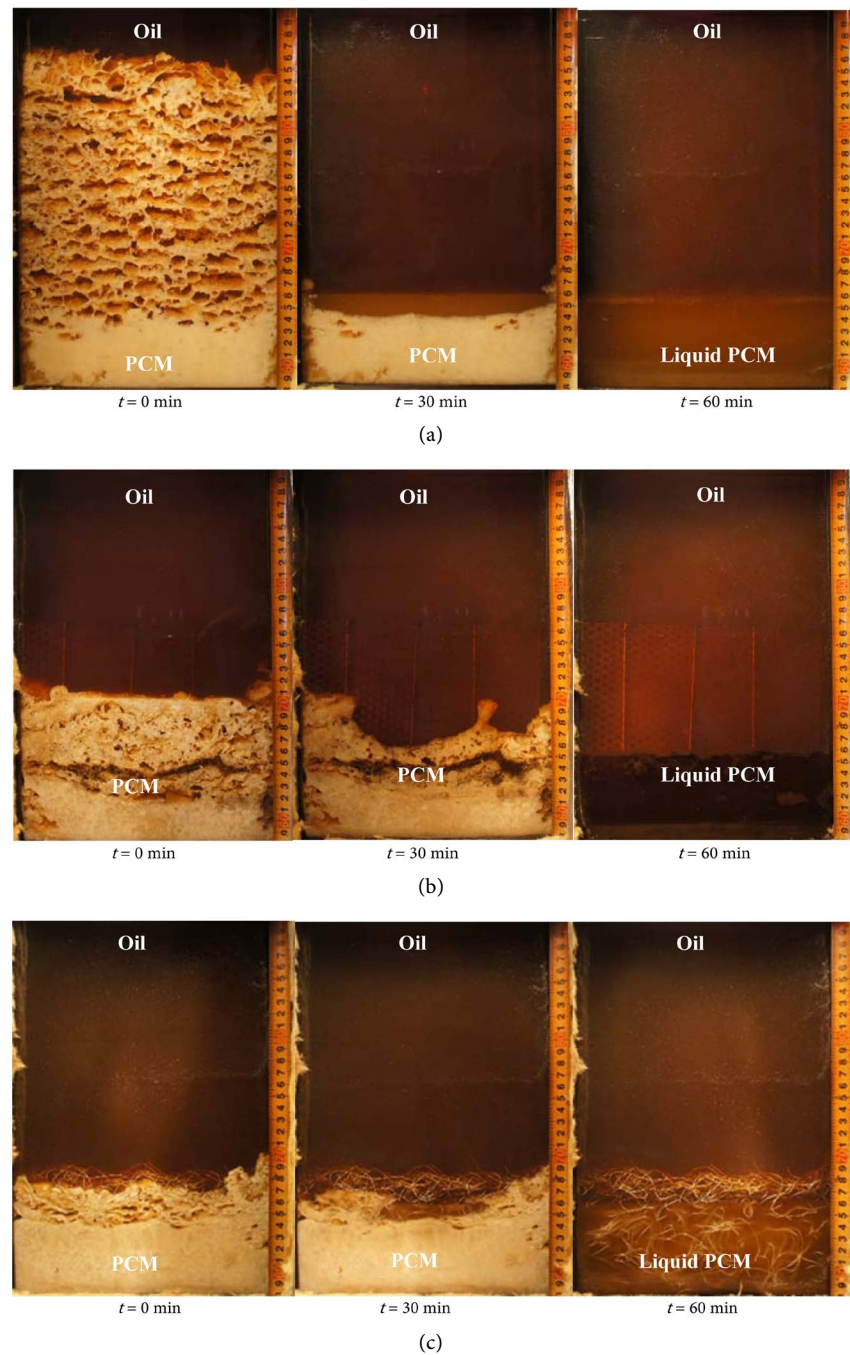 Oil Oil Oil
PCM PCM Liquid PCM
t = 0 min t = 30 min t = 60 min
(a)
Oil Oil Oil
PCM PCM Liquid PCM
t = 0 min t = 30 min t = 60 min
(b)
Oil Oil Oil
PCM PCM Liquid PCM
t = 0 min t = 30 min t = 60 min
(c)